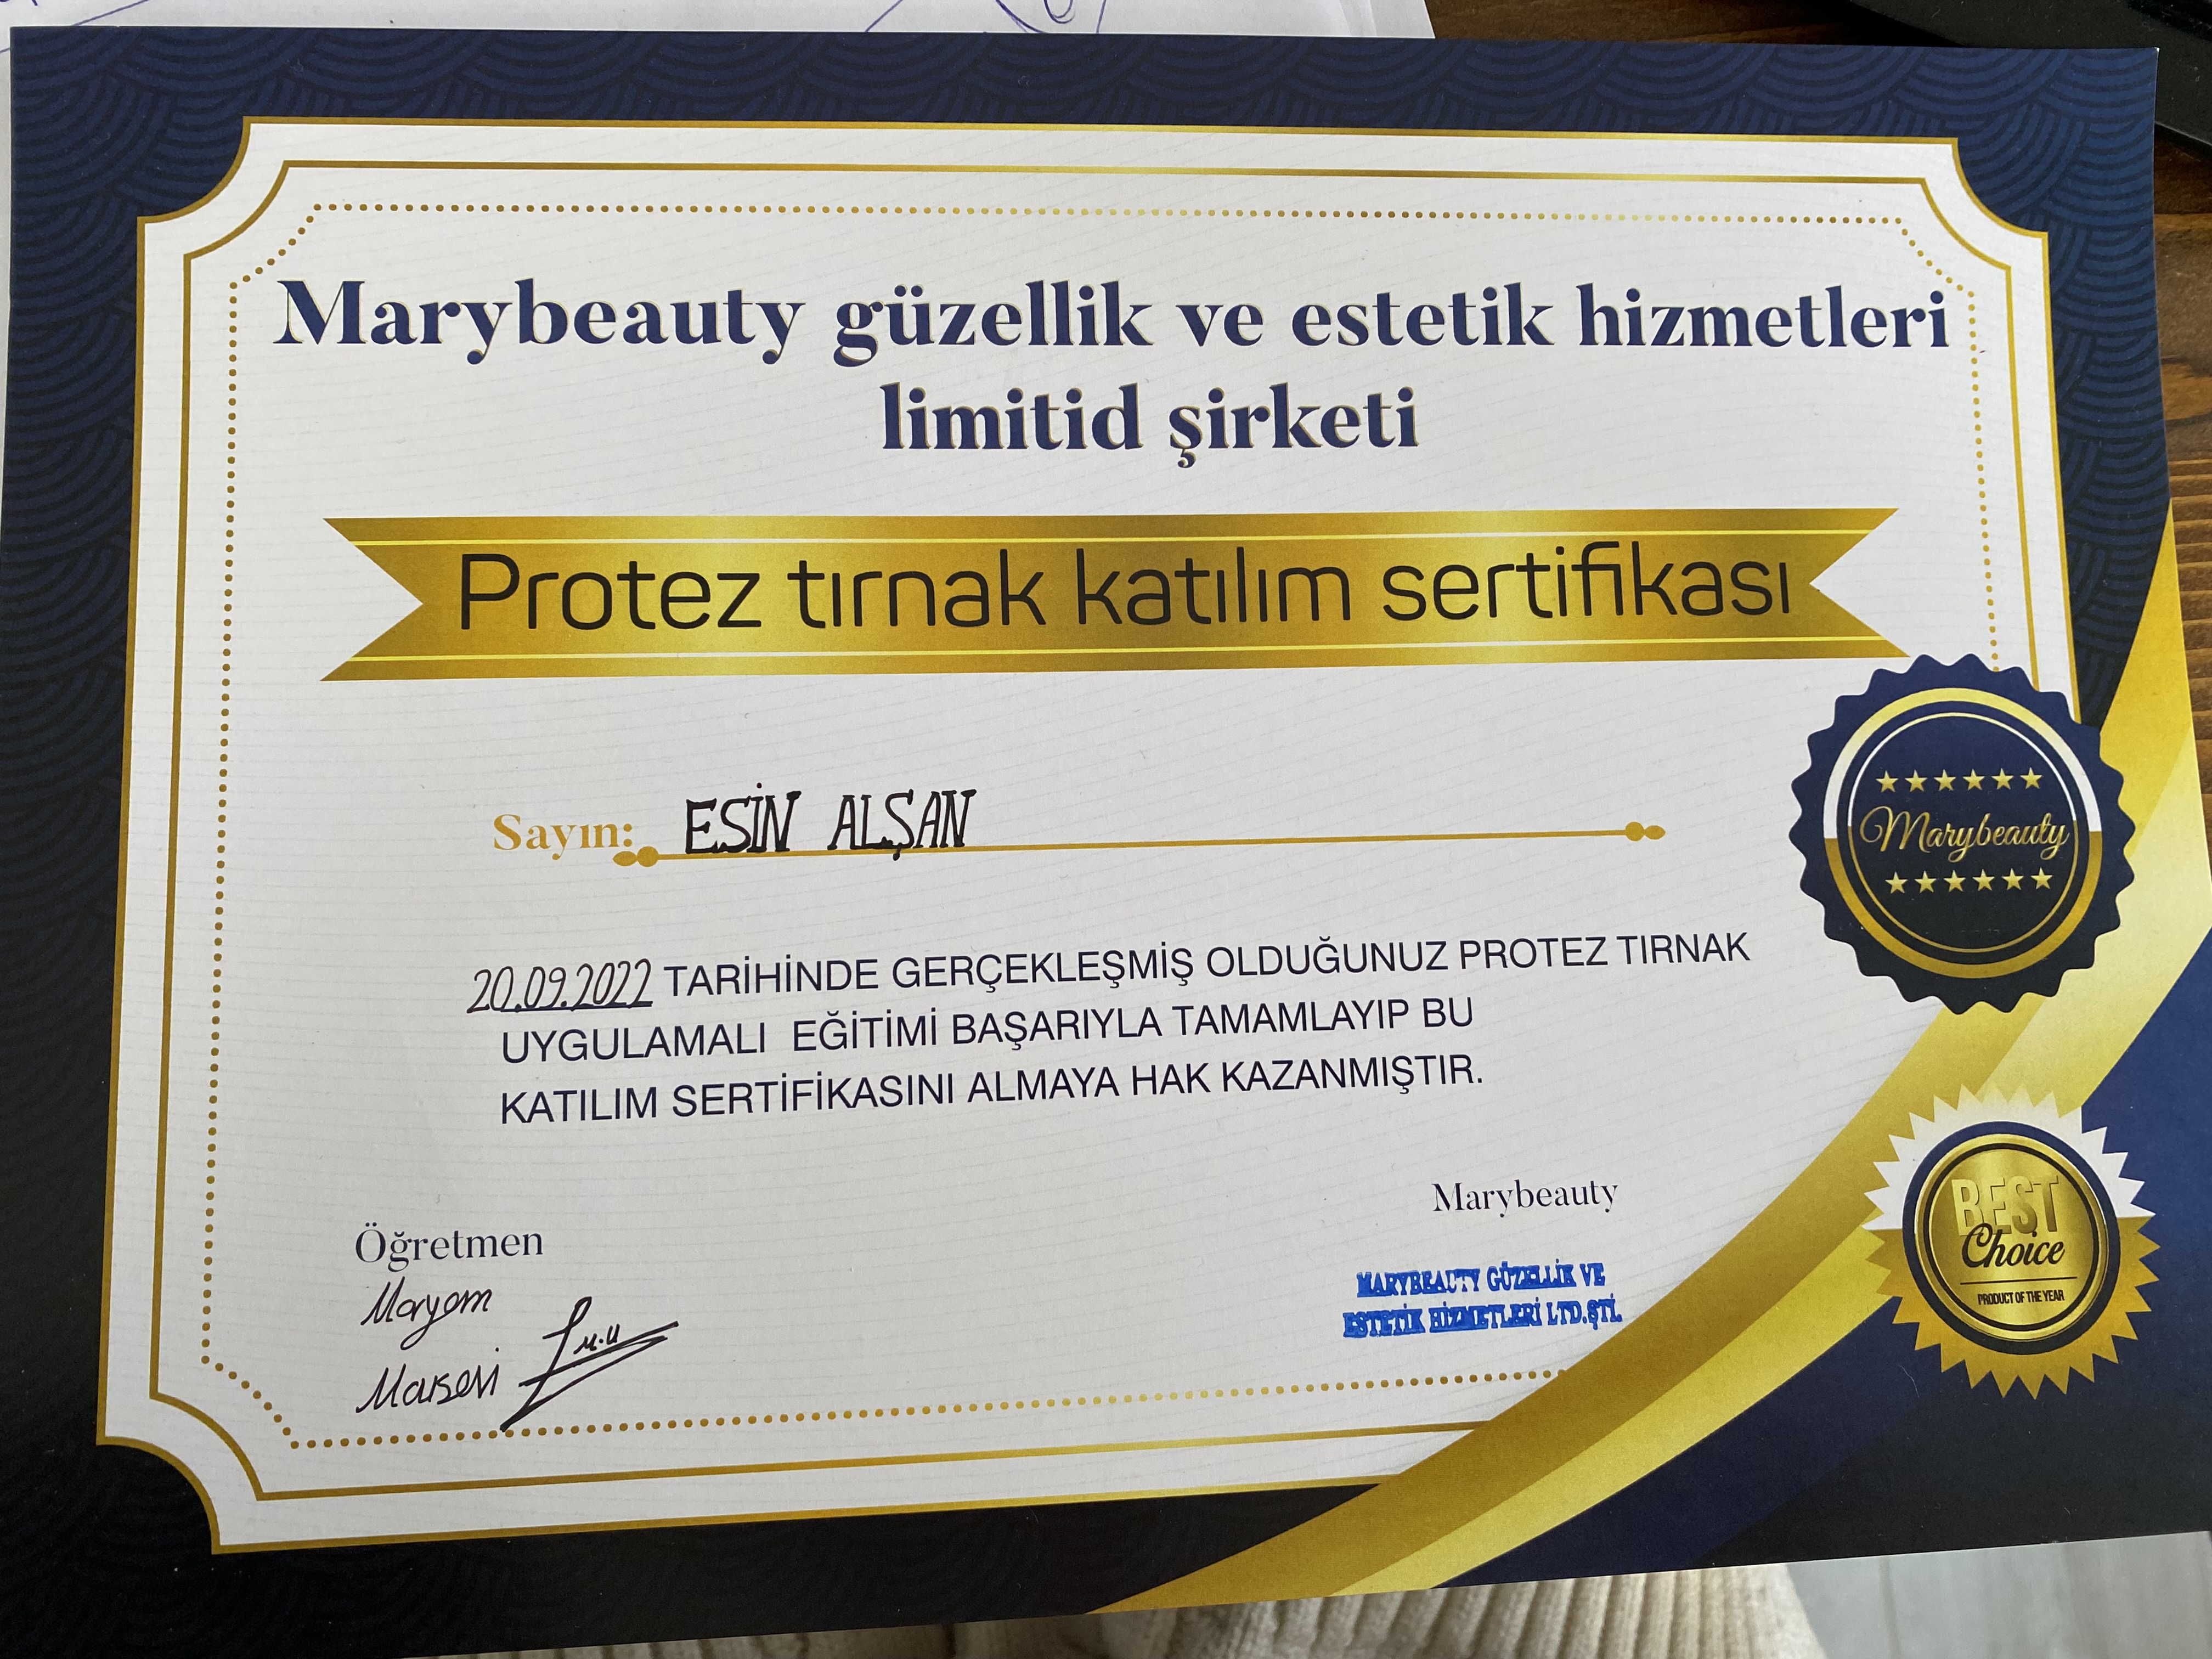 Marybeauty güzellik ve estetik hizmetleri
limitid şirketi
Protez tırnak katılım sertifikası
Sayın: ESİN ALŞAN
Marybeauty
20.09.2022 TARİHİNDE GERÇEKLEŞMİŞ OLDUĞUNUZ PROTEZ TIRNAK
UYGULAMALI EĞİTİMİ BAŞARIYLA TAMAMLAYIP BU
KATILIM SERTİFİKASINI ALMAYA HAK KAZANMIŞTIR.
Marybeauty
MARYBEAUTY GÜZELLİK VE
ESTETİK HİZMETLERİ LTD.ŞTİ.
Öğretmen
Maryam
BEST
Choice
PRODUCT OF THE YEAR